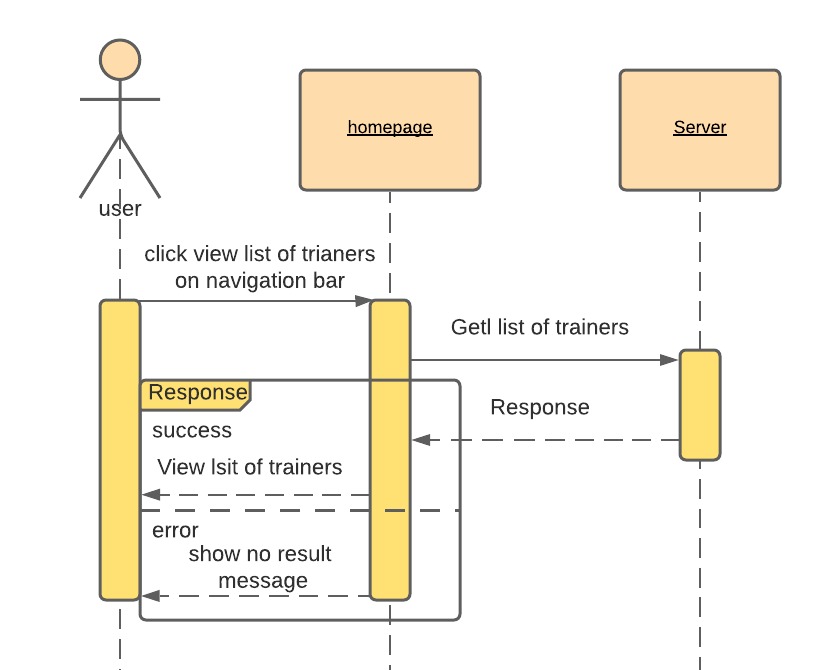 homepage
Server
user
click view list of trianers
on navigation bar
Getl list of trainers
Response
Response
success
View lsit of trainers
error
show no result
message